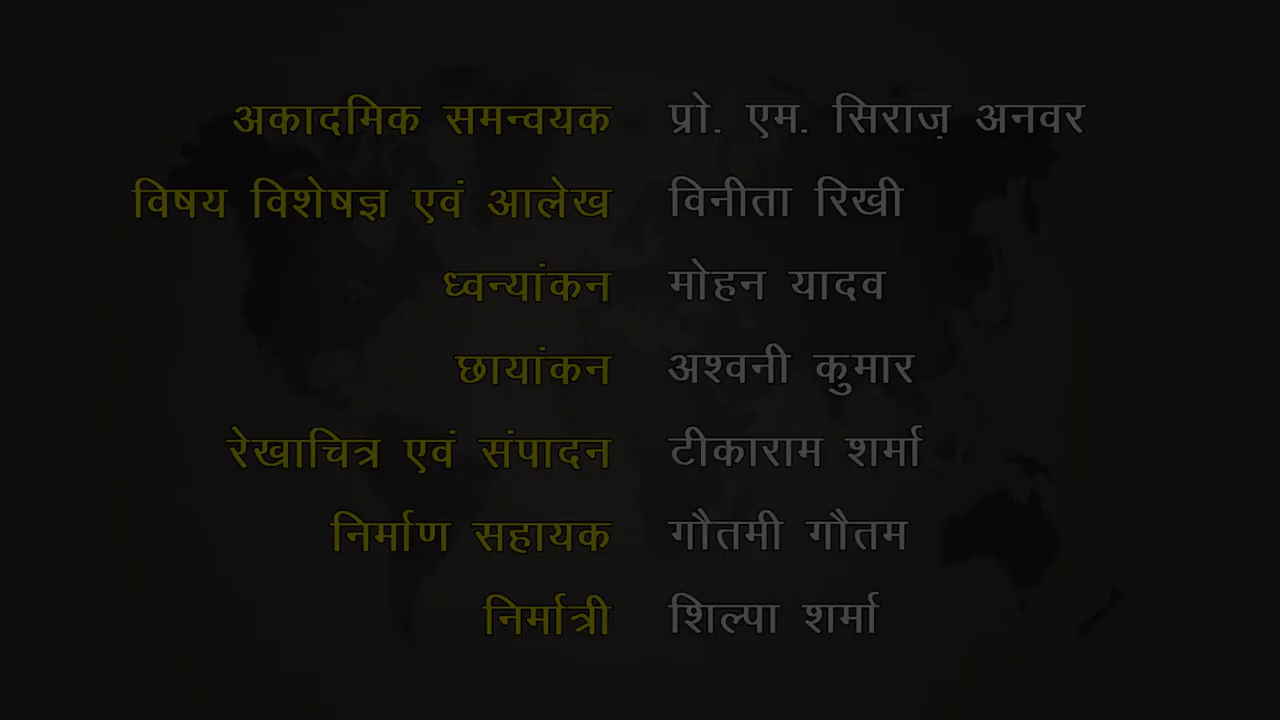 अकादमिक समन्वयक प्रो. एम. सिराज़ अनवर
विषय विशेषज्ञ एवं आलेख विनीता रिखी
ध्वन्यांकन मोहन यादव
छायांकन अश्वनी कुमार
रेखाचित्र एवं संपादन टीकाराम शर्मा
निर्माण सहायक गौतमी गौतम
निर्मात्री शिल्पा शर्मा